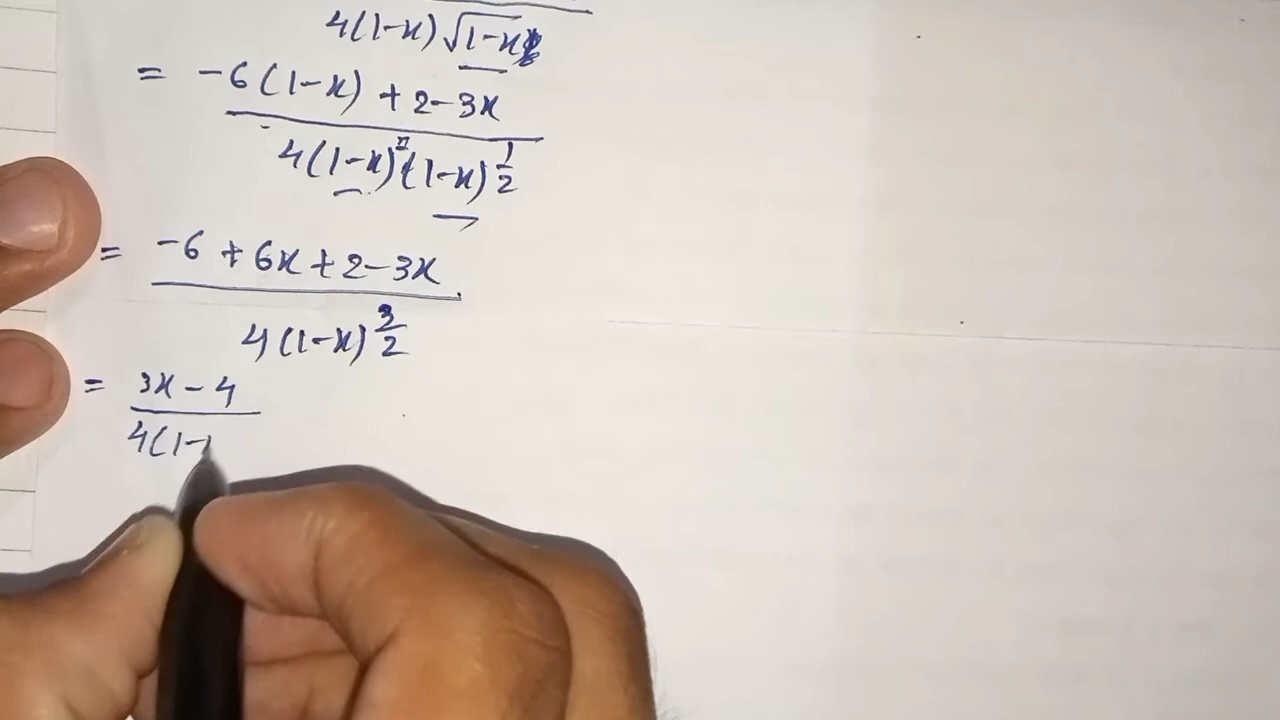 4(1-x)√1-x
= -6(1-x) + 2-3x
4(1-x)(1-x)^1/2
= -6 + 6x + 2-3x
4(1-x)^3/2
= 3x - 4
4(1-